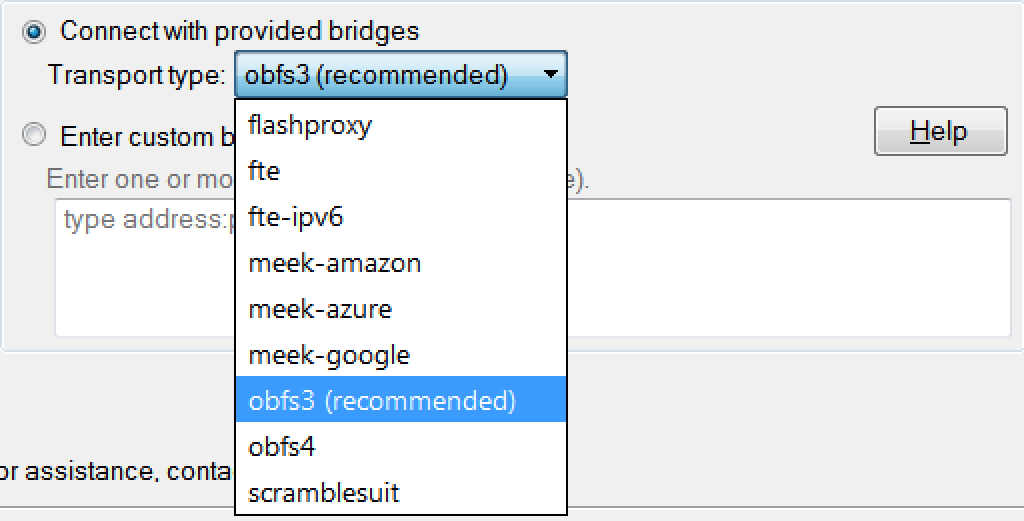 Connect with provided bridges
Transport type: obfs3 (recommended)
flashproxy
Enter custom b
Help
fte
Enter one or mo e).
fte-ipv6
type address:
meek-amazon
meek-azure
meek-google
obfs3 (recommended)
obfs4
or assistance, conta
scramblesuit